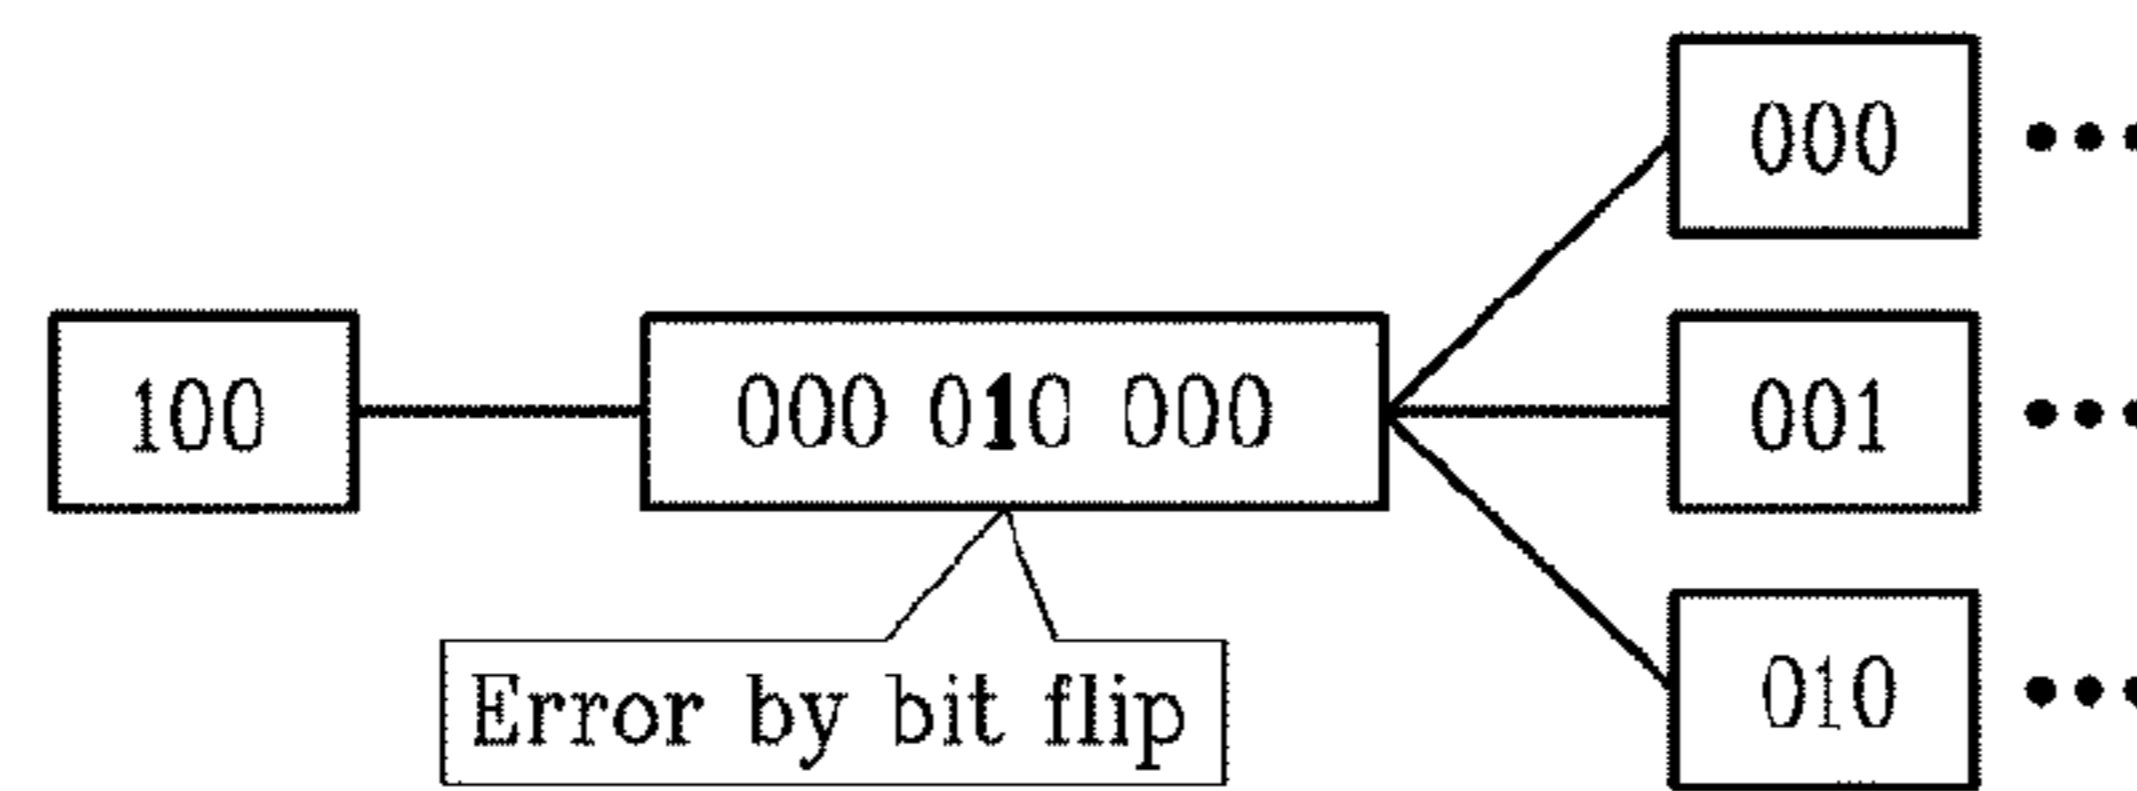 000 •••
100 000 010 000 001 •••
Error by bit flip 010 •••